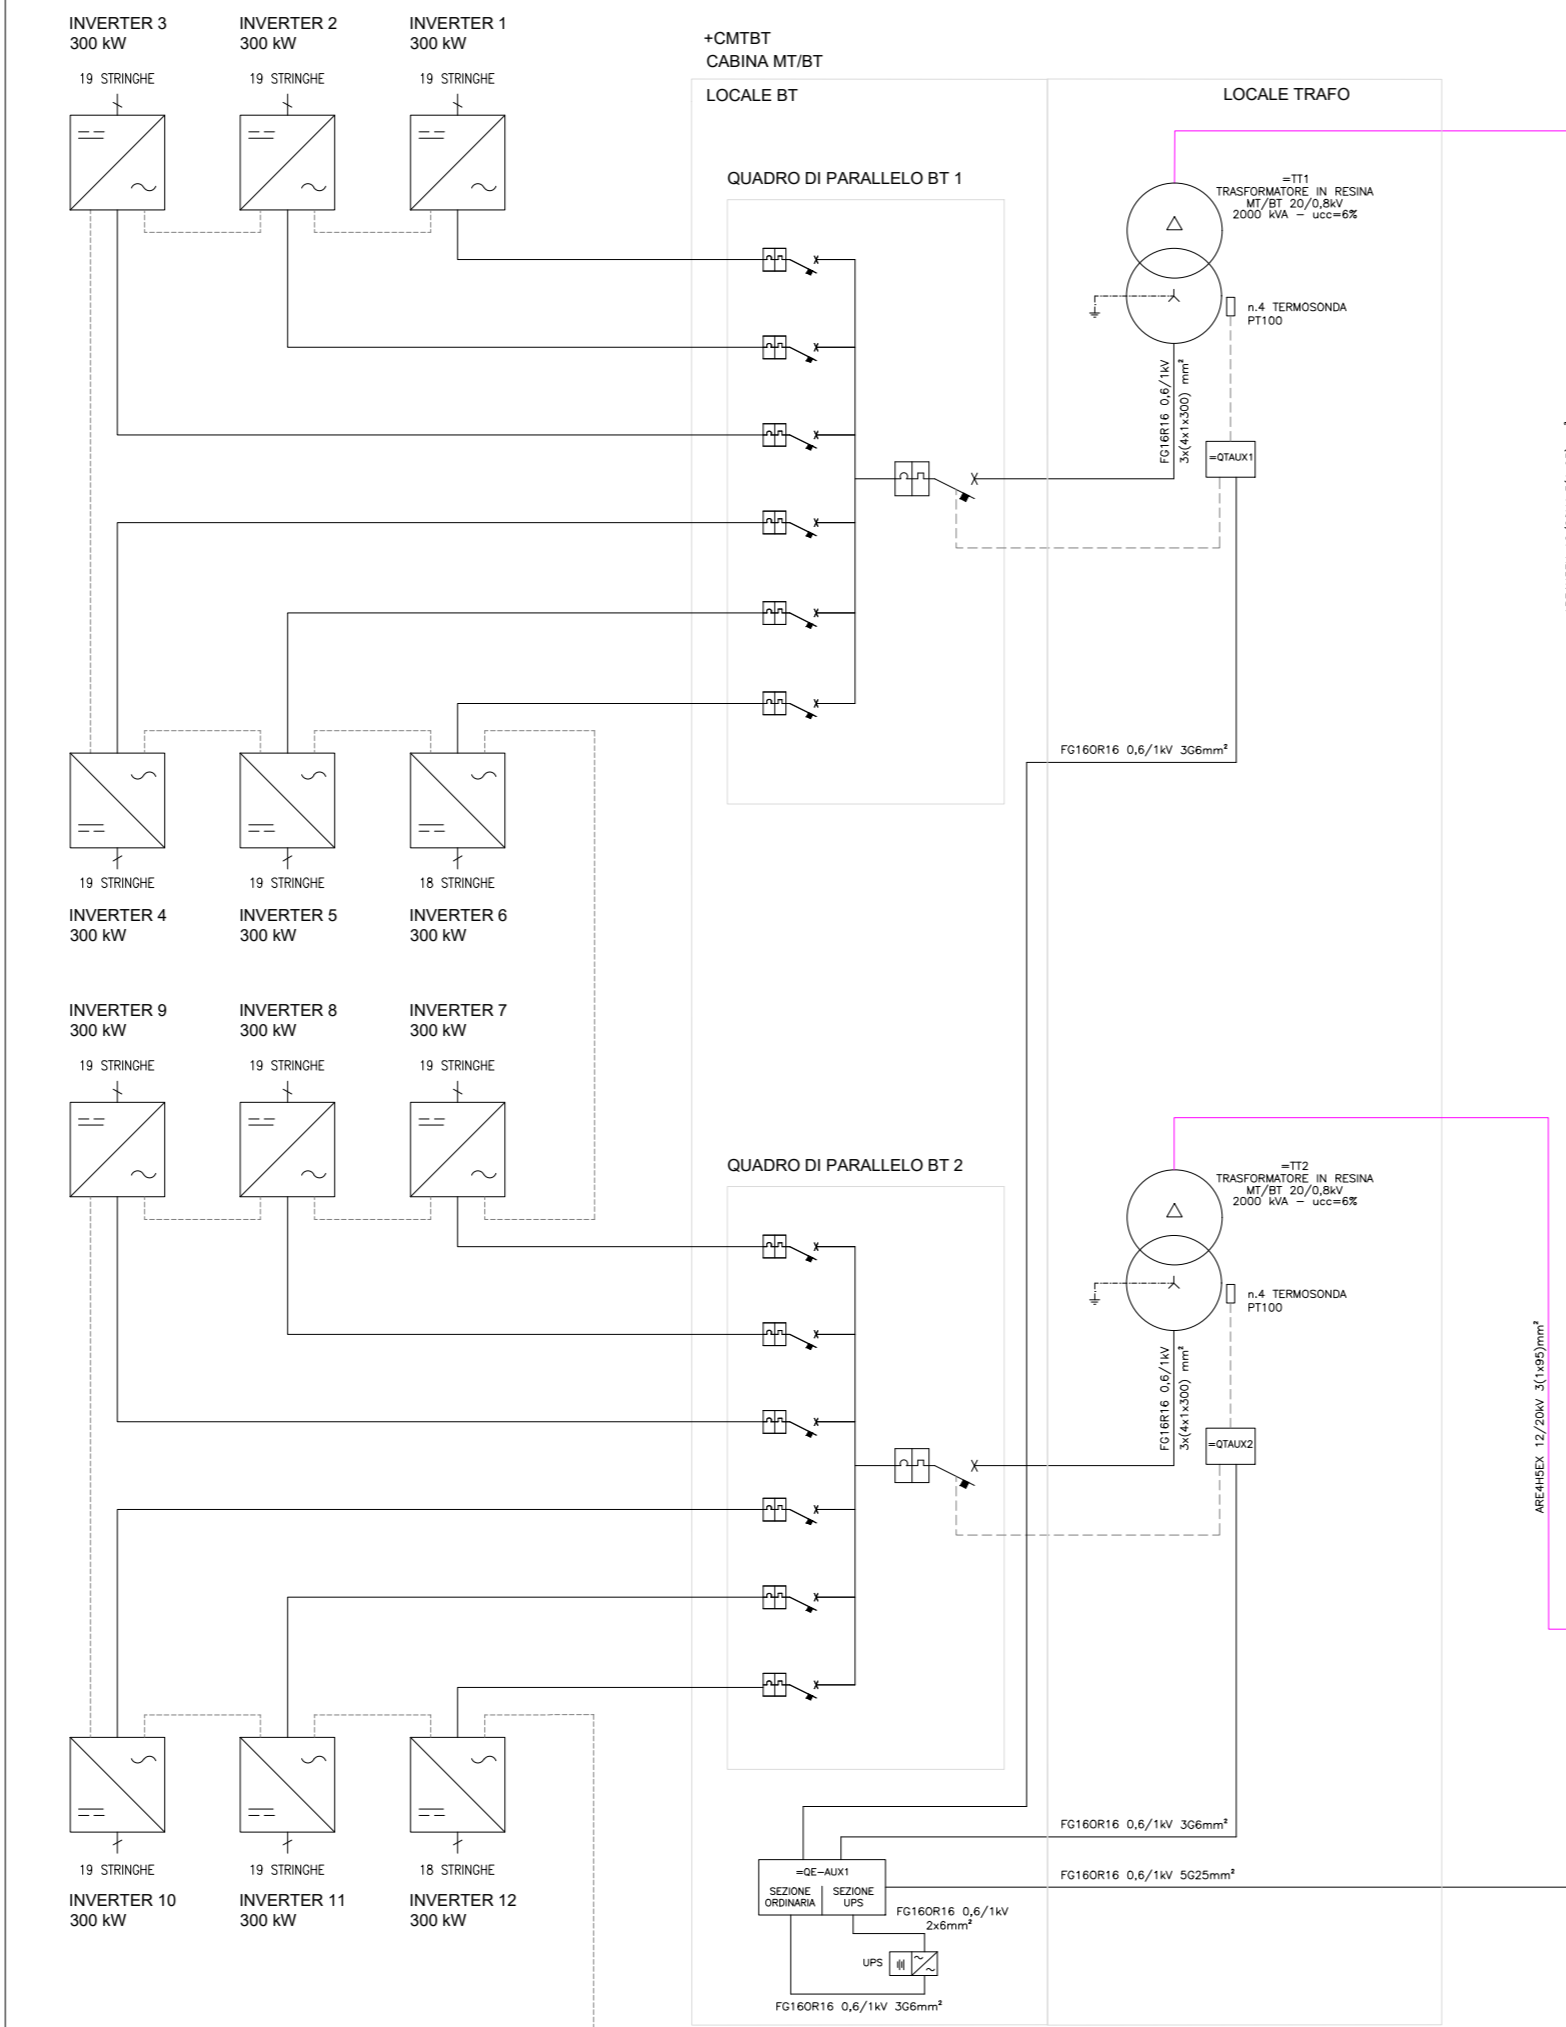 INVERTER 3
300 kW
19 STRINGHE
INVERTER 2
300 kW
19 STRINGHE
INVERTER 1
300 kW
19 STRINGHE
+CMTBT
CABINA MT/BT
LOCALE BT
LOCALE TRAFO
QUADRO DI PARALLELO BT 1
=TT1
TRASFORMATORE IN RESINA
MT/BT 20/0,8kV
2000 kVA – ucc=6%
n.4 TERMOSONDA
PT100
FG16R16 0,6/1kV
3x(4x1x300) mm²
=QTAUX1
FG16OR16 0,6/1kV 3G6mm²
19 STRINGHE
INVERTER 4
300 kW
19 STRINGHE
INVERTER 5
300 kW
18 STRINGHE
INVERTER 6
300 kW
INVERTER 9
300 kW
19 STRINGHE
INVERTER 8
300 kW
19 STRINGHE
INVERTER 7
300 kW
19 STRINGHE
QUADRO DI PARALLELO BT 2
=TT2
TRASFORMATORE IN RESINA
MT/BT 20/0,8kV
2000 kVA – ucc=6%
n.4 TERMOSONDA
PT100
FG16R16 0,6/1kV
3x(4x1x300) mm²
=QTAUX2
ARE4H5EX 12/20kV 3(1x95)mm²
19 STRINGHE
INVERTER 10
300 kW
19 STRINGHE
INVERTER 11
300 kW
18 STRINGHE
INVERTER 12
300 kW
FG16OR16 0,6/1kV 3G6mm²
FG16OR16 0,6/1kV 5G25mm²
=QE-AUX1
SEZIONE
ORDINARIA
SEZIONE
UPS
FG16OR16 0,6/1kV
2x6mm²
UPS
FG16OR16 0,6/1kV 3G6mm²